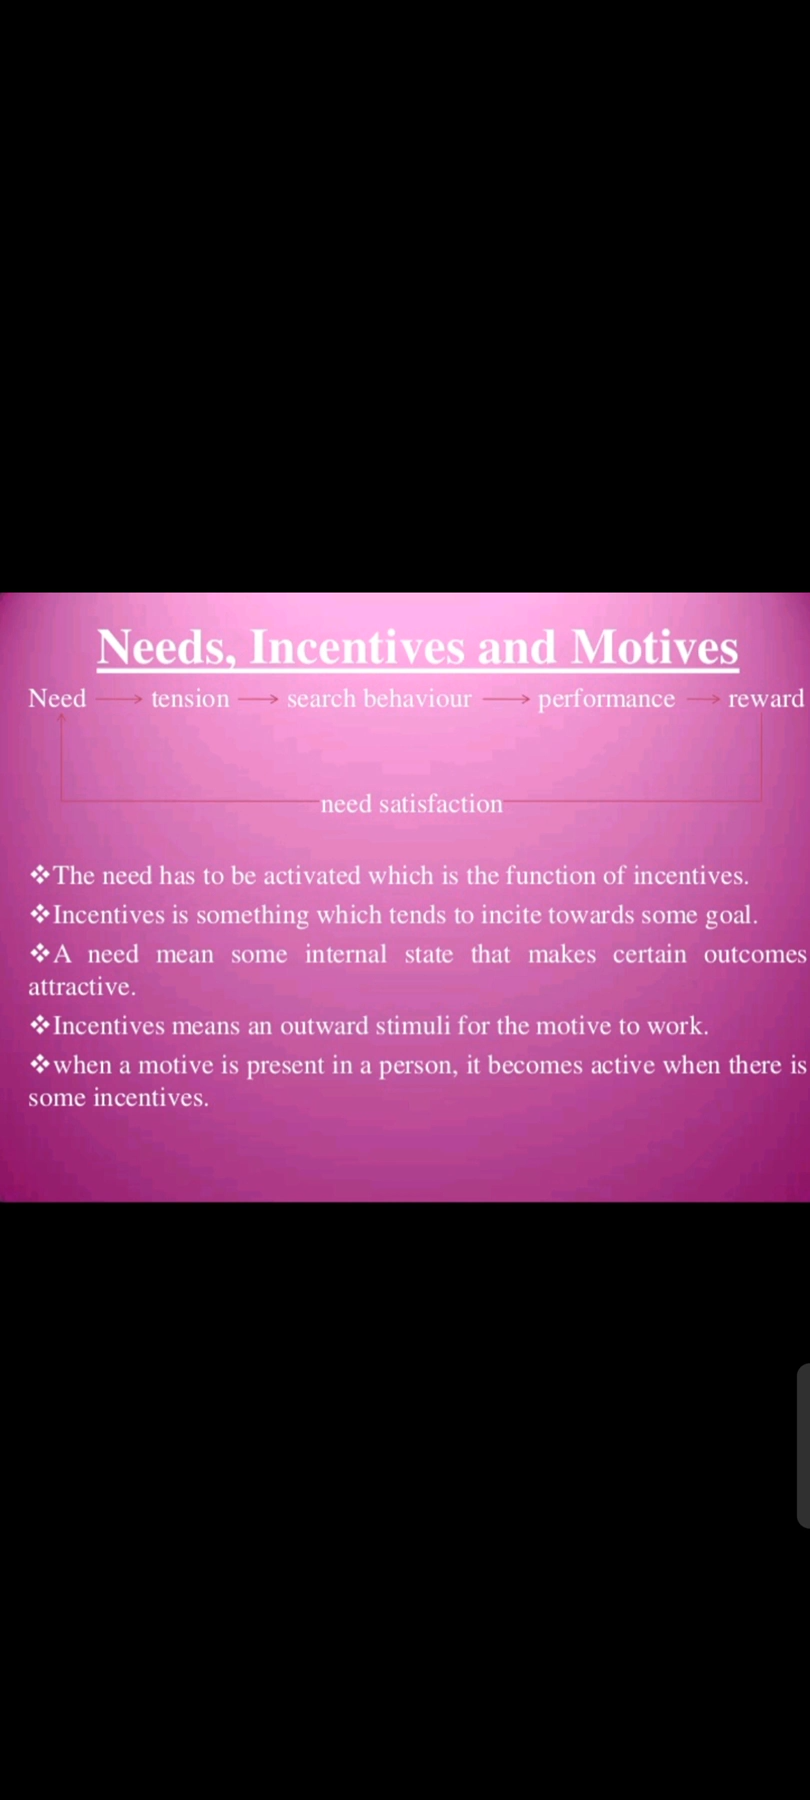 Needs, Incentives and Motives
Need → tension → search behaviour → performance → reward
need satisfaction
❖The need has to be activated which is the function of incentives.
❖Incentives is something which tends to incite towards some goal.
❖A need mean some internal state that makes certain outcomes
attractive.
❖Incentives means an outward stimuli for the motive to work.
❖when a motive is present in a person, it becomes active when there is
some incentives.